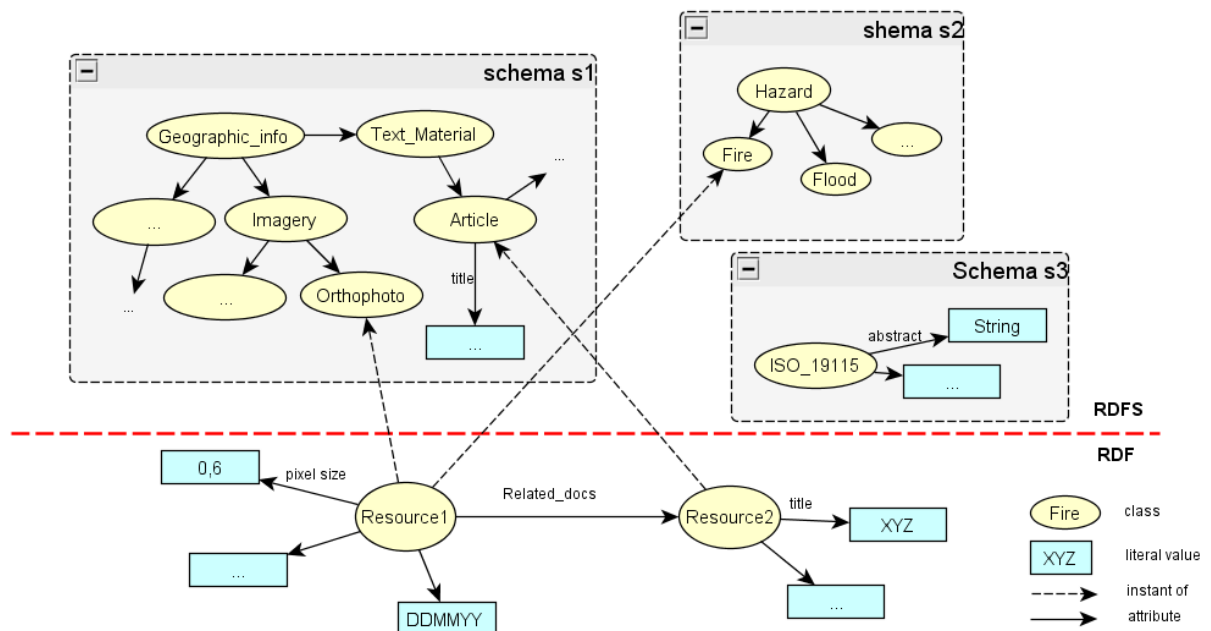 shema s2
schema s1
Hazard
Geographic_info
Text_Material
Fire
...
...
Flood
...
Imagery
Article
Schema s3
title
...
Orthophoto
...
String
abstract
...
ISO_19115
...
RDFS
RDF
0,6
pixel size
Related_docs
title
Resource1
Resource2
XYZ
Fire
class
...
XYZ
literal value
...
instant of
DDMMYY
attribute